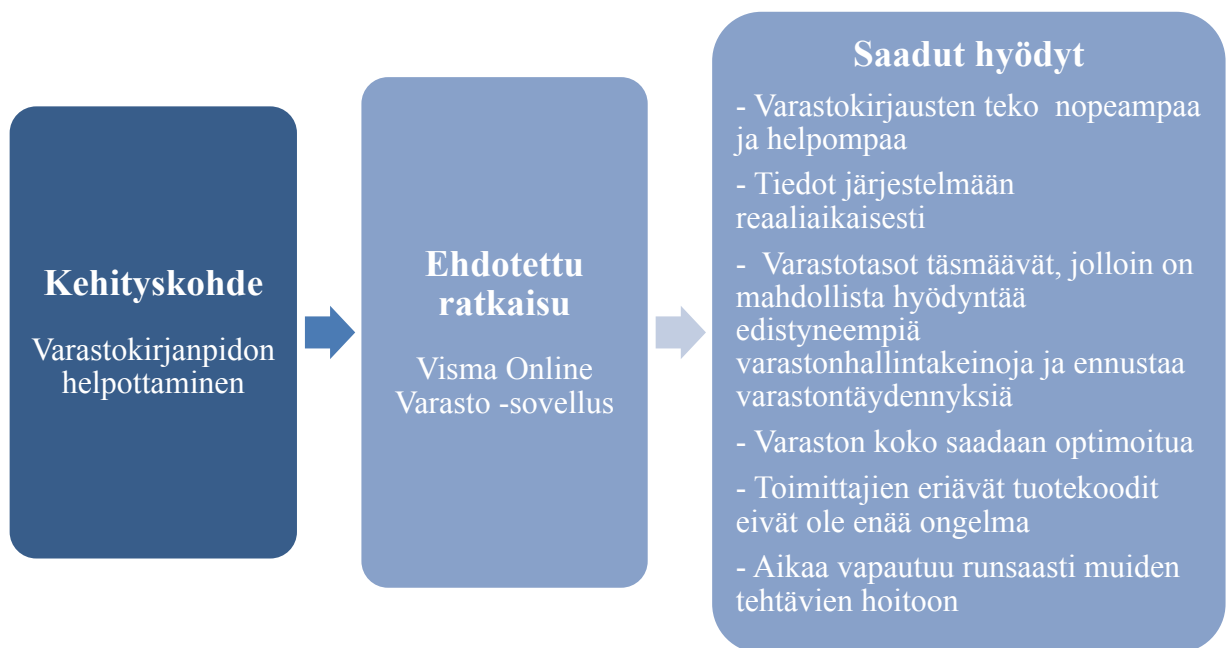 Kehityskohde
Varastokirjanpidon
helpottaminen
Ehdotettu
ratkaisu
Visma Online
Varasto -sovellus
Saadut hyödyt
- Varastokirjausten teko  nopeampaa
ja helpompaa
- Tiedot järjestelmään
reaaliaikaisesti
-  Varastotasot täsmäävät, jolloin on
mahdollista hyödyntää
edistyneempiä
varastonhallintakeinoja ja ennustaa
varastontäydennyksiä
- Varaston koko saadaan optimoitua
- Toimittajien eriävät tuotekoodit
eivät ole enää ongelma
- Aikaa vapautuu runsaasti muiden
tehtävien hoitoon